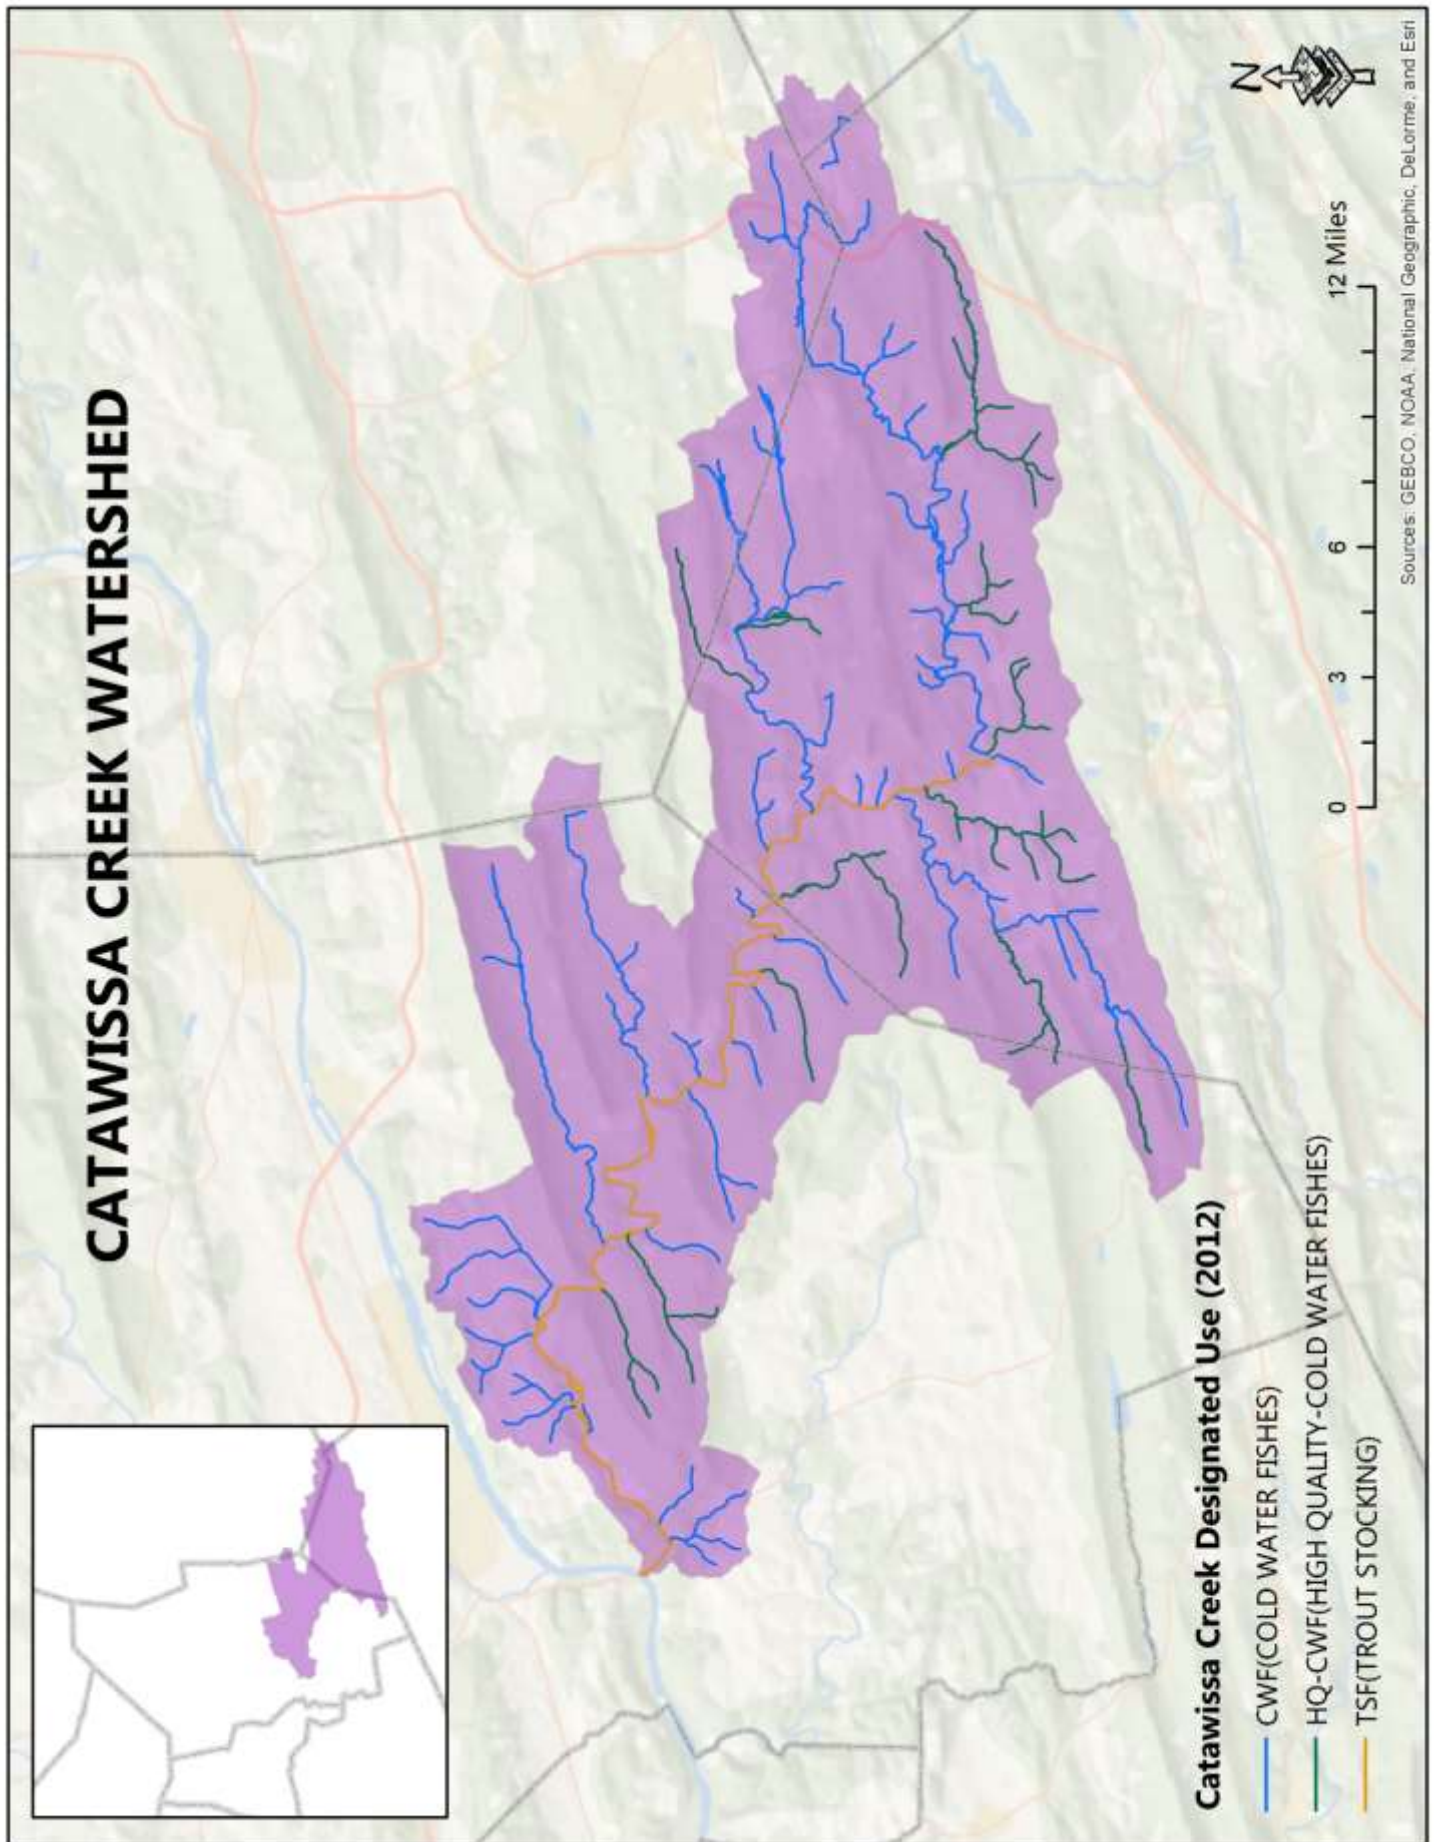 CATAWISSA CREEK WATERSHED
N
Catawissa Creek Designated Use (2012)
CWF(COLD WATER FISHES)
HQ-CWF(HIGH QUALITY-COLD WATER FISHES)
TSF(TROUT STOCKING)
0 3 6 12 Miles
Sources: GEBCO, NOAA, National Geographic, DeLorme, and Esri